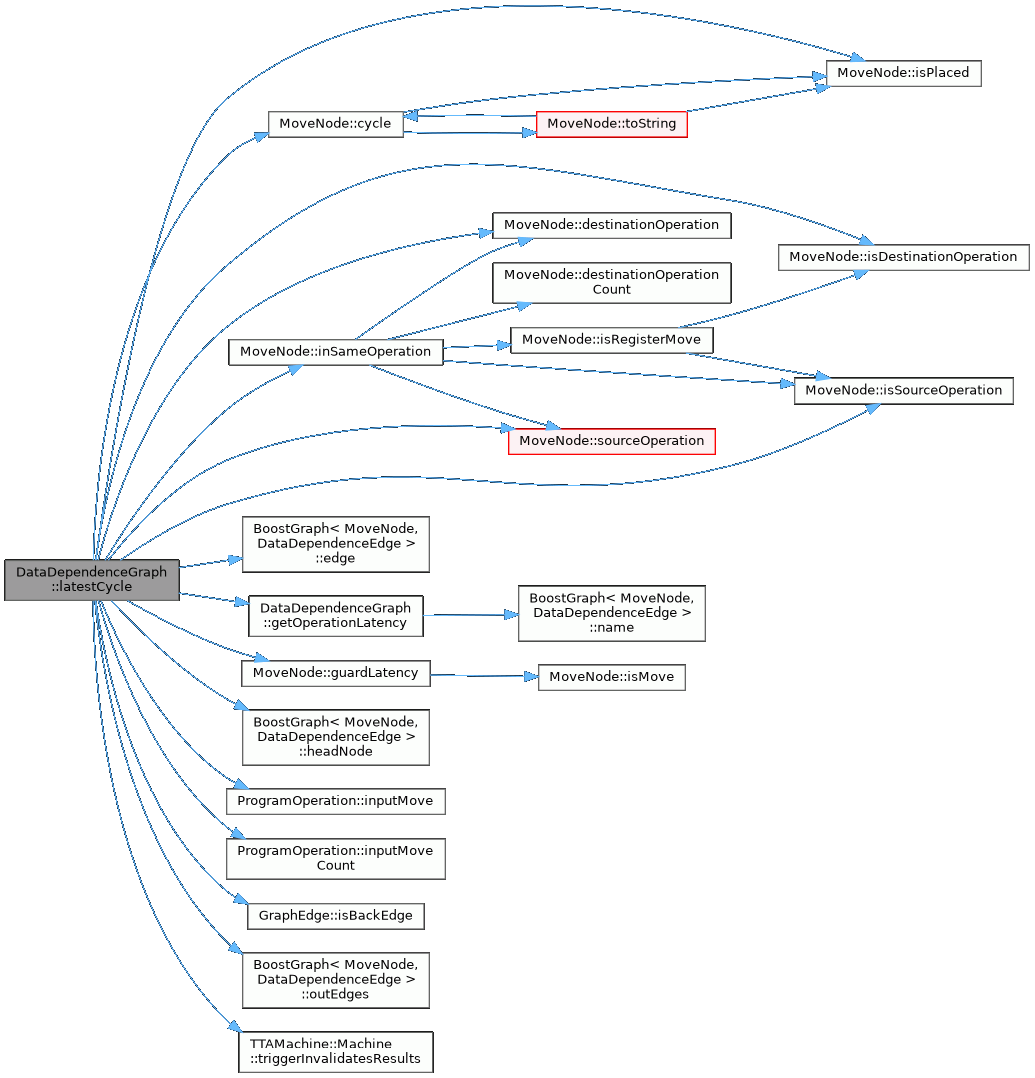 MoveNode::isPlaced
MoveNode::cycle
MoveNode::toString
MoveNode::destinationOperation
MoveNode::isDestinationOperation
MoveNode::destinationOperation
Count
MoveNode::inSameOperation
MoveNode::isRegisterMove
MoveNode::isSourceOperation
MoveNode::sourceOperation
DataDependenceGraph
::latestCycle
BoostGraph< MoveNode,
DataDependenceEdge >
::edge
DataDependenceGraph
::getOperationLatency
BoostGraph< MoveNode,
DataDependenceEdge >
::name
MoveNode::guardLatency
MoveNode::isMove
BoostGraph< MoveNode,
DataDependenceEdge >
::headNode
ProgramOperation::inputMove
ProgramOperation::inputMove
Count
GraphEdge::isBackEdge
BoostGraph< MoveNode,
DataDependenceEdge >
::outEdges
TTAMachine::Machine
::triggerInvalidatesResults